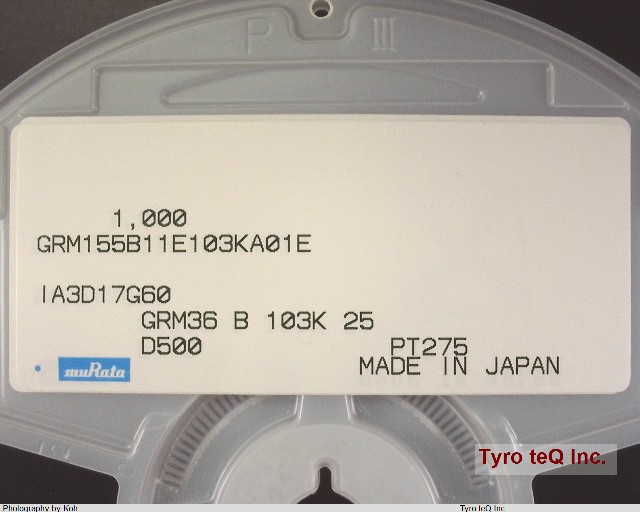 P III
1,000
GRM155B11E103KA01E
IA3D17G60
GRM36 B 103K 25
D500 PT275
muRata MADE IN JAPAN
Tyro teQ Inc.
Photography by Koh Tyro teQ Inc